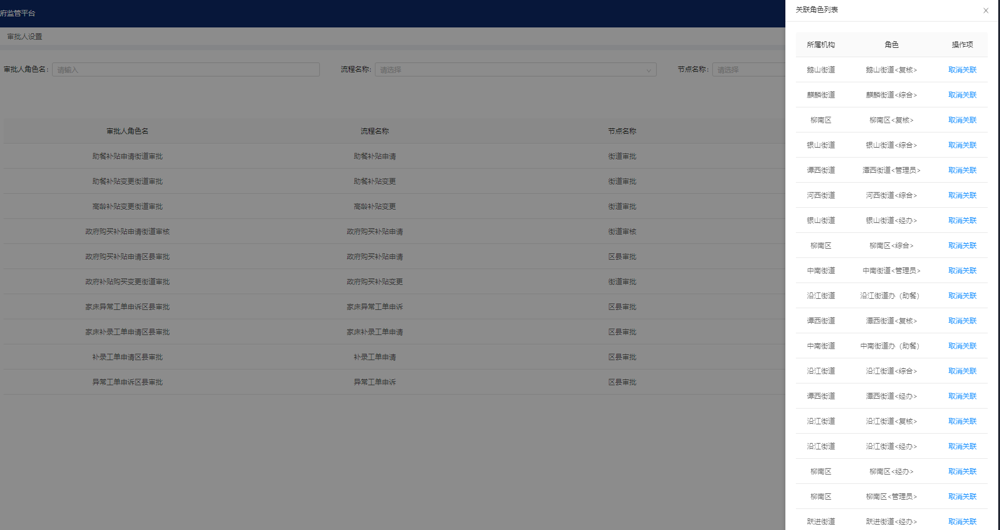 府监管平台
审批人设置
审批人角色名: 请输入 流程名称: 请选择 节点名称: 请选择
审批人角色名 流程名称 节点名称
助餐补贴申请街道审批 助餐补贴申请 街道审批
助餐补贴变更街道审批 助餐补贴变更 街道审批
高龄补贴变更街道审批 高龄补贴变更 街道审批
政府购买补贴申请街道审核 政府购买补贴申请 街道审核
政府购买补贴申请区县审批 政府购买补贴申请 区县审批
政府补贴购买变更街道审批 政府购买补贴变更 街道审批
家床异常工单申诉区县审批 家床异常工单申诉 区县审批
家床补录工单申请区县审批 家床补录工单申请 区县审批
补录工单申请区县审批 补录工单申请 区县审批
异常工单申诉区县审批 异常工单申诉 区县审批
关联角色列表
所属机构 角色 操作项
鹅山街道 鹅山街道<复核> 取消关联
麒麟街道 麒麟街道<综合> 取消关联
柳南区 柳南区<复核> 取消关联
银山街道 银山街道<综合> 取消关联
谭西街道 潭西街道<管理员> 取消关联
河西街道 河西街道<综合> 取消关联
银山街道 银山街道<经办> 取消关联
柳南区 柳南区<综合> 取消关联
中南街道 中南街道<管理员> 取消关联
沿江街道 沿江街道办（助餐） 取消关联
谭西街道 潭西街道<复核> 取消关联
中南街道 中南街道办（助餐） 取消关联
沿江街道 沿江街道<综合> 取消关联
谭西街道 潭西街道<经办> 取消关联
沿江街道 沿江街道<复核> 取消关联
沿江街道 沿江街道<经办> 取消关联
柳南区 柳南区<经办> 取消关联
柳南区 柳南区<管理员> 取消关联
跃进街道 跃进街道<经办> 取消关联